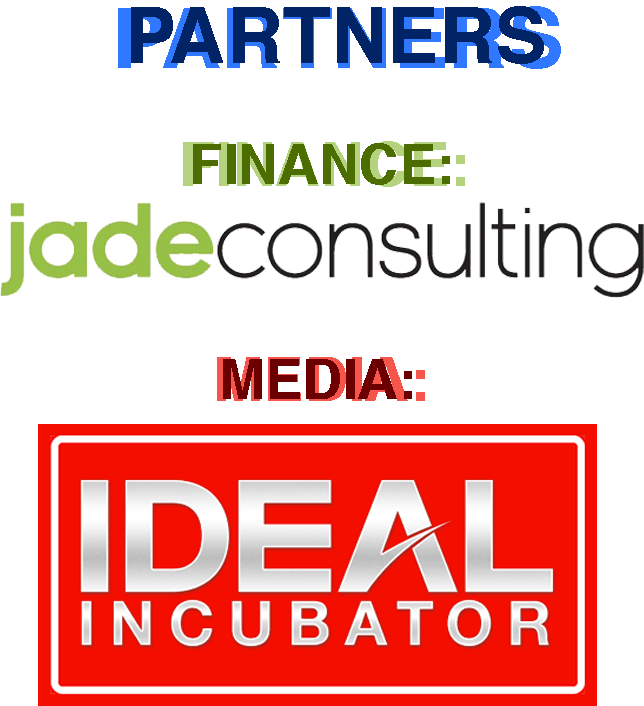 PARTNERS
FINANCE:
jadeconsulting
MEDIA:
IDEAL
INCUBATOR